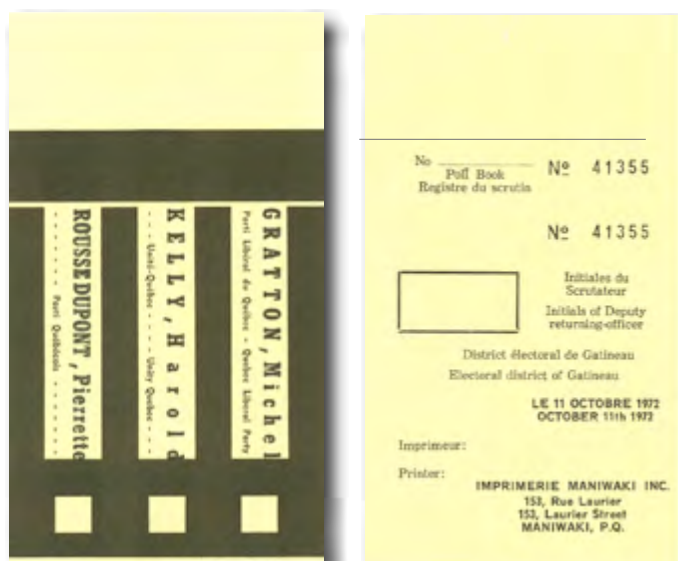 GRATTON, Michel
Parti Libéral du Québec - Quebec Liberal Party
KELLY, Harold
- - - Unité-Québec - - - - Unity Quebec - - -
ROUSSEDUPONT, Pierrette
- - - - - - - Parti Québécois - - - - - - -
No
Poll Book
Registre du scrutin
Nº 41355
Nº 41355
Initiales du
Scrutateur
Initials of Deputy
returning-officer
District électoral de Gatineau
Electoral district of Gatineau
LE 11 OCTOBRE 1972
OCTOBER 11th 1972
Imprimeur:
Printer:
IMPRIMERIE MANIWAKI INC.
153, Rue Laurier
153, Laurier Street
MANIWAKI, P.Q.